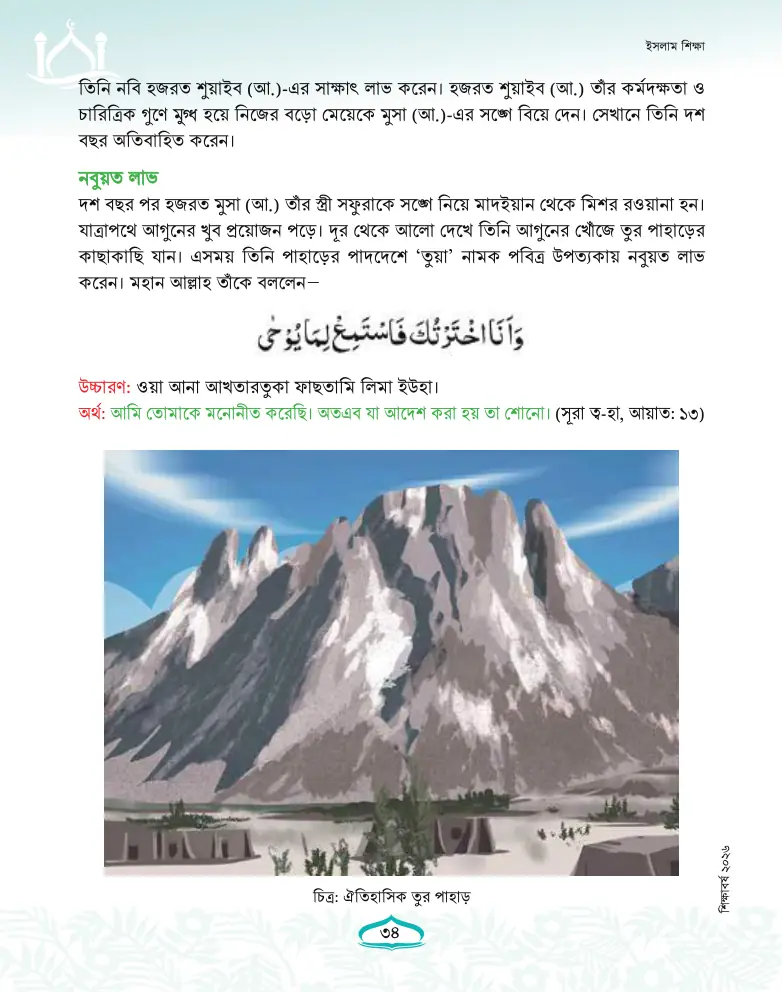 ইসলাম শিক্ষা
তিনি নবি হজরত শুয়াইব (আ.)-এর সাক্ষাৎ লাভ করেন। হজরত শুয়াইব (আ.) তাঁর কর্মদক্ষতা ও
চারিত্রিক গুণে মুগ্ধ হয়ে নিজের বড়ো মেয়েকে মুসা (আ.)-এর সঙ্গে বিয়ে দেন। সেখানে তিনি দশ
বছর অতিবাহিত করেন।
নবুয়ত লাভ
দশ বছর পর হজরত মুসা (আ.) তাঁর স্ত্রী সফুরাকে সঙ্গে নিয়ে মাদইয়ান থেকে মিশর রওয়ানা হন।
যাত্রাপথে আগুনের খুব প্রয়োজন পড়ে। দূর থেকে আলো দেখে তিনি আগুনের খোঁজে তুর পাহাড়ের
কাছাকাছি যান। এসময় তিনি পাহাড়ের পাদদেশে ‘তুয়া’ নামক পবিত্র উপত্যকায় নবুয়ত লাভ
করেন। মহান আল্লাহ তাঁকে বললেন–
وَاَنَا اخْتَرْتُكَ فَاسْتَمِعْ لِمَا يُوْحٰى
উচ্চারণ: ওয়া আনা আখতারতুকা ফাছতামি লিমা ইউহা।
অর্থ: আমি তোমাকে মনোনীত করেছি। অতএব যা আদেশ করা হয় তা শোনো। (সূরা ত্ব-হা, আয়াত: ১৩)
চিত্র: ঐতিহাসিক তুর পাহাড়
৩৪
শিক্ষাবর্ষ ২০২৬